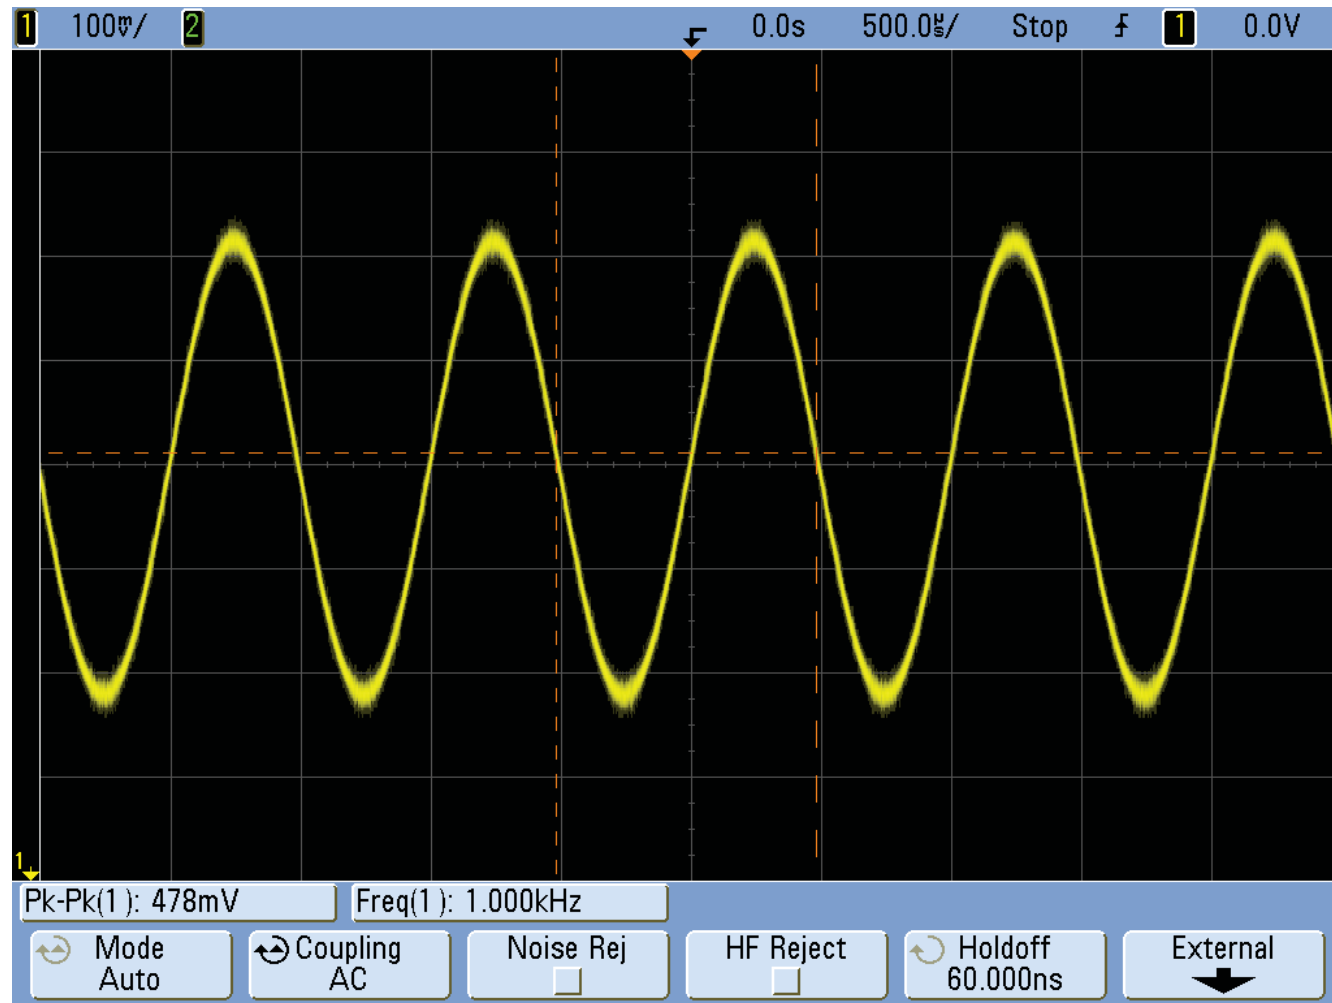 1 100mV/ 2 0.0s 500.0µs/ Stop 1 0.0V
1
Pk-Pk(1): 478mV Freq(1): 1.000kHz
Mode Coupling Noise Rej HF Reject Holdoff External
Auto AC 60.000ns